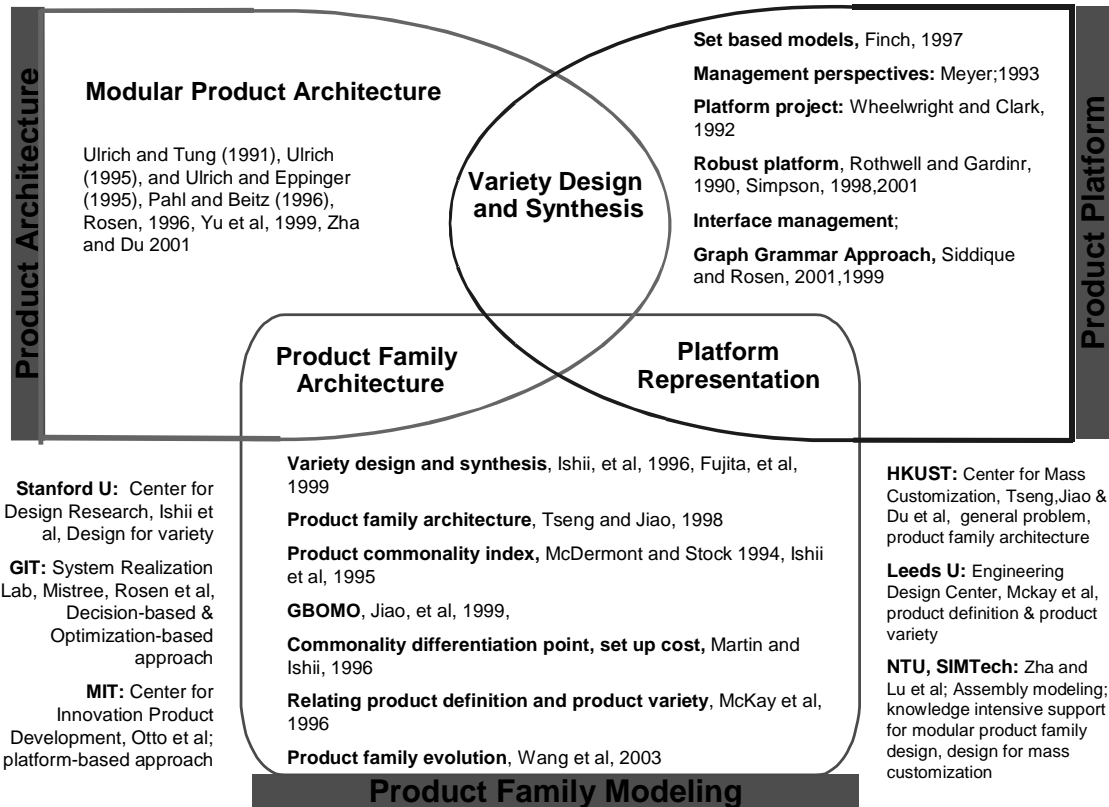 Product Architecture
Modular Product Architecture
Ulrich and Tung (1991), Ulrich
(1995), and Ulrich and Eppinger
(1995), Pahl and Beitz (1996),
Rosen, 1996, Yu et al, 1999, Zha
and Du 2001
Variety Design
and Synthesis
Set based models, Finch, 1997
Management perspectives: Meyer;1993
Platform project: Wheelwright and Clark,
1992
Robust platform, Rothwell and Gardinr,
1990, Simpson, 1998,2001
Interface management;
Graph Grammar Approach, Siddique
and Rosen, 2001,1999
Product Platform
Product Family
Architecture
Platform
Representation
Stanford U: Center for
Design Research, Ishii et
al, Design for variety
GIT: System Realization
Lab, Mistree, Rosen et al,
Decision-based &
Optimization-based
approach
MIT: Center for
Innovation Product
Development, Otto et al;
platform-based approach
Variety design and synthesis, Ishii, et al, 1996, Fujita, et al,
1999
Product family architecture, Tseng and Jiao, 1998
Product commonality index, McDermont and Stock 1994, Ishii
et al, 1995
GBOMO, Jiao, et al, 1999,
Commonality differentiation point, set up cost, Martin and
Ishii, 1996
Relating product definition and product variety, McKay et al,
1996
Product family evolution, Wang et al, 2003
HKUST: Center for Mass
Customization, Tseng,Jiao &
Du et al, general problem,
product family architecture
Leeds U: Engineering
Design Center, Mckay et al,
product definition & product
variety
NTU, SIMTech: Zha and
Lu et al; Assembly modeling;
knowledge intensive support
for modular product family
design, design for mass
customization
Product Family Modeling